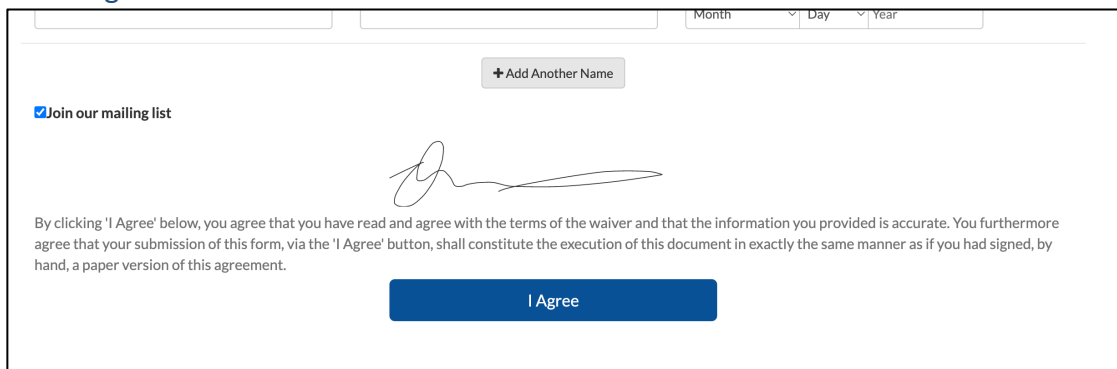 Month Day Year
+ Add Another Name
Join our mailing list
By clicking 'I Agree' below, you agree that you have read and agree with the terms of the waiver and that the information you provided is accurate. You furthermore
agree that your submission of this form, via the 'I Agree' button, shall constitute the execution of this document in exactly the same manner as if you had signed, by
hand, a paper version of this agreement.
I Agree